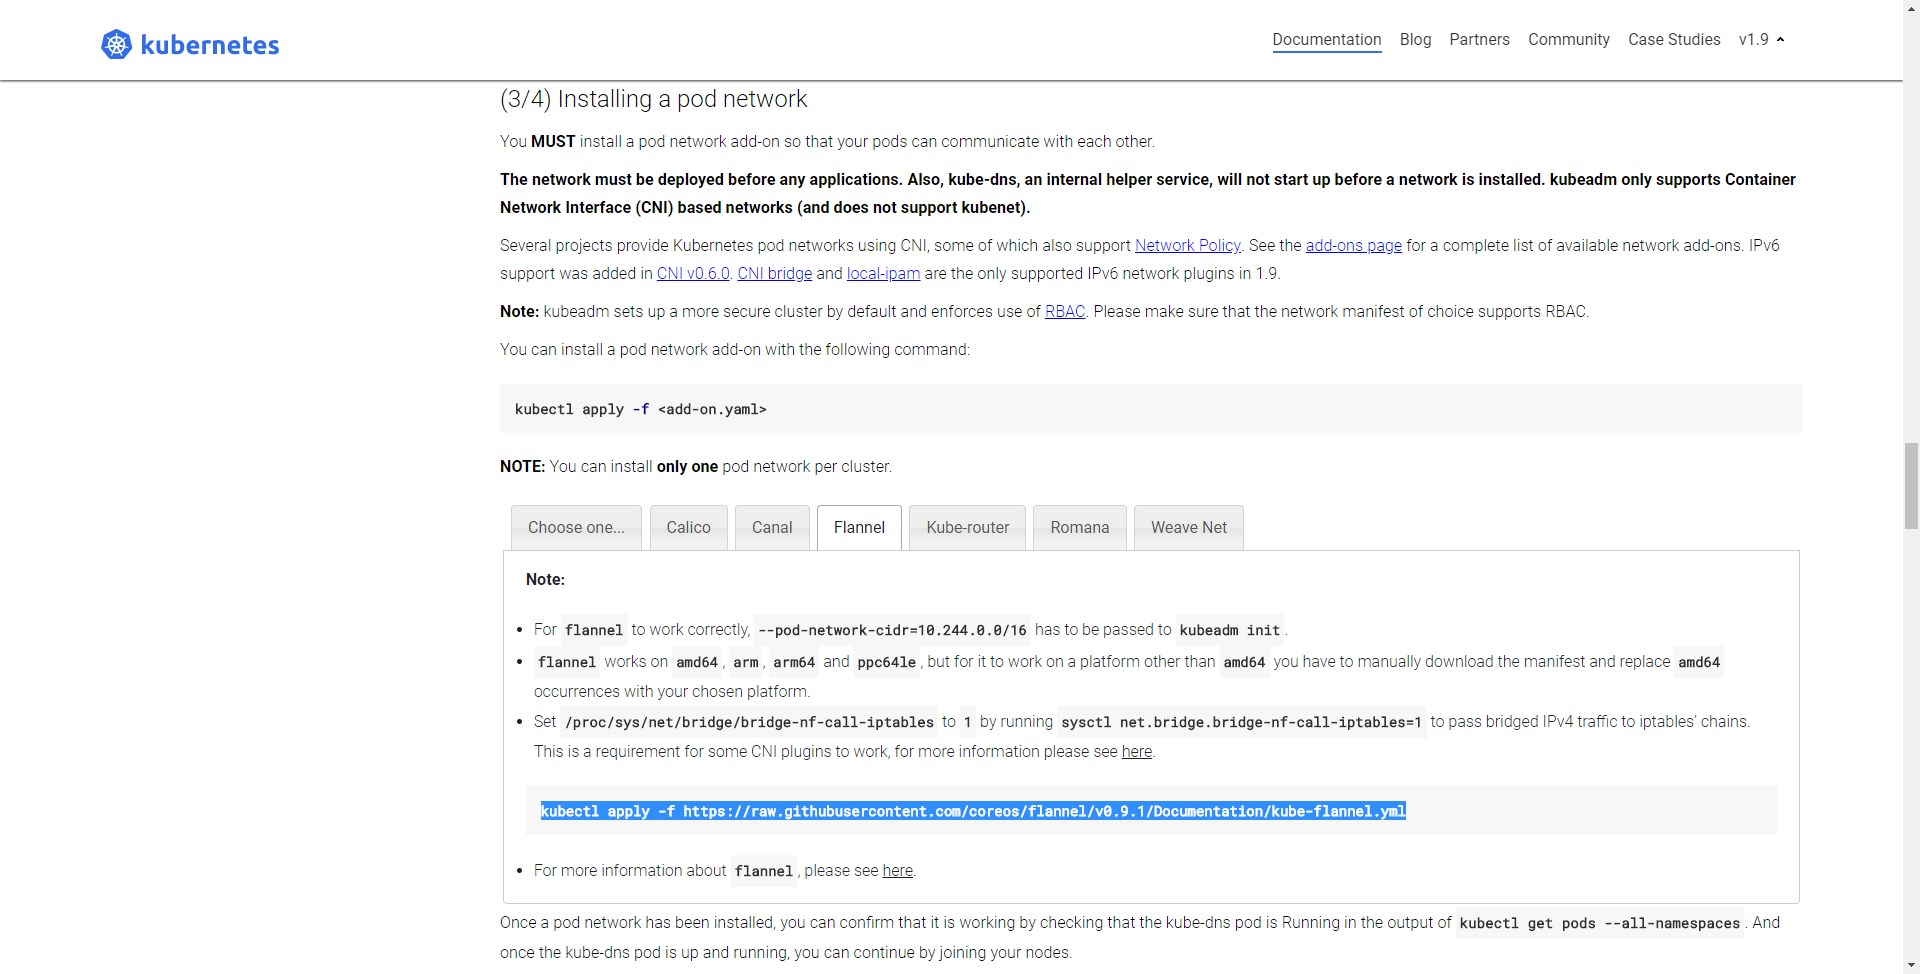 kubernetes
Documentation Blog Partners Community Case Studies v1.9
(3/4) Installing a pod network
You MUST install a pod network add-on so that your pods can communicate with each other.
The network must be deployed before any applications. Also, kube-dns, an internal helper service, will not start up before a network is installed. kubeadm only supports Container
Network Interface (CNI) based networks (and does not support kubenet).
Several projects provide Kubernetes pod networks using CNI, some of which also support Network Policy. See the add-ons page for a complete list of available network add-ons. IPv6
support was added in CNI v0.6.0. CNI bridge and local-ipam are the only supported IPv6 network plugins in 1.9.
Note: kubeadm sets up a more secure cluster by default and enforces use of RBAC. Please make sure that the network manifest of choice supports RBAC.
You can install a pod network add-on with the following command:
kubectl apply -f <add-on.yaml>
NOTE: You can install only one pod network per cluster.
Choose one... Calico Canal Flannel Kube-router Romana Weave Net
Note:
• For flannel to work correctly, --pod-network-cidr=10.244.0.0/16 has to be passed to kubeadm init.
• flannel works on amd64, arm, arm64 and ppc64le, but for it to work on a platform other than amd64 you have to manually download the manifest and replace amd64
occurrences with your chosen platform.
• Set /proc/sys/net/bridge/bridge-nf-call-iptables to 1 by running sysctl net.bridge.bridge-nf-call-iptables=1 to pass bridged IPv4 traffic to iptables’ chains.
This is a requirement for some CNI plugins to work, for more information please see here.
kubectl apply -f https://raw.githubusercontent.com/coreos/flannel/v0.9.1/Documentation/kube-flannel.yml
• For more information about flannel, please see here.
Once a pod network has been installed, you can confirm that it is working by checking that the kube-dns pod is Running in the output of kubectl get pods --all-namespaces. And
once the kube-dns pod is up and running, you can continue by joining your nodes.